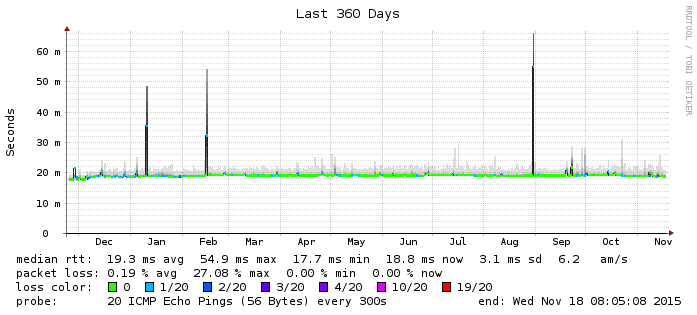 Last 360 Days
RRDTOOL / TOBI OETIKER
Seconds
60 m
50 m
40 m
30 m
20 m
10 m
0
Dec Jan Feb Mar Apr May Jun Jul Aug Sep Oct Nov
median rtt: 19.3 ms avg 54.9 ms max 17.7 ms min 18.8 ms now 3.1 ms sd 6.2 am/s
packet loss: 0.19 % avg 27.08 % max 0.00 % min 0.00 % now
loss color: 0 1/20 2/20 3/20 4/20 10/20 19/20
probe: 20 ICMP Echo Pings (56 Bytes) every 300s end: Wed Nov 18 08:05:08 2015